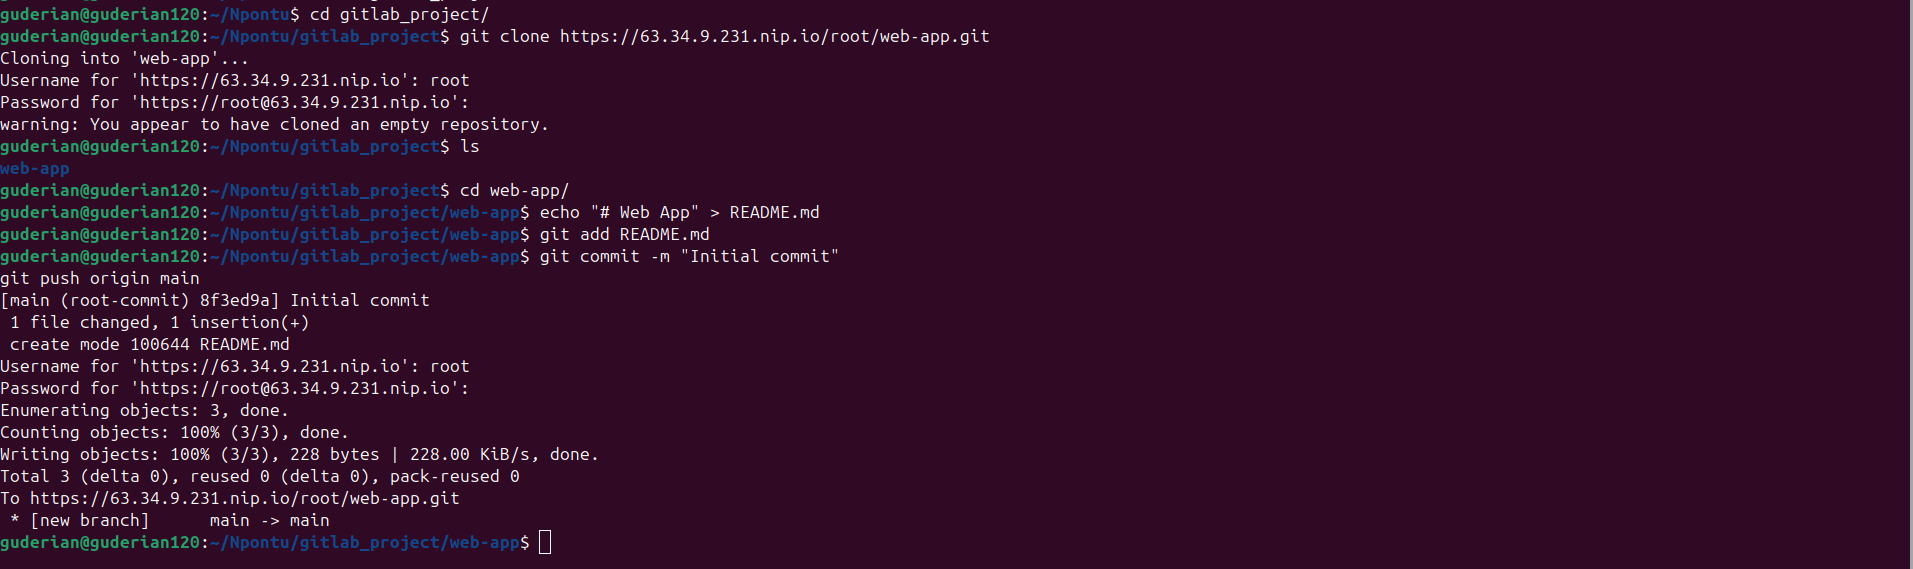 guderian@guderian120:~/Npontu$ cd gitlab_project/
guderian@guderian120:~/Npontu/gitlab_project$ git clone https://63.34.9.231.nip.io/root/web-app.git
Cloning into 'web-app'...
Username for 'https://63.34.9.231.nip.io': root
Password for 'https://root@63.34.9.231.nip.io':
warning: You appear to have cloned an empty repository.
guderian@guderian120:~/Npontu/gitlab_project$ ls
web-app
guderian@guderian120:~/Npontu/gitlab_project$ cd web-app/
guderian@guderian120:~/Npontu/gitlab_project/web-app$ echo "# Web App" > README.md
guderian@guderian120:~/Npontu/gitlab_project/web-app$ git add README.md
guderian@guderian120:~/Npontu/gitlab_project/web-app$ git commit -m "Initial commit"
git push origin main
[main (root-commit) 8f3ed9a] Initial commit
 1 file changed, 1 insertion(+)
 create mode 100644 README.md
Username for 'https://63.34.9.231.nip.io': root
Password for 'https://root@63.34.9.231.nip.io':
Enumerating objects: 3, done.
Counting objects: 100% (3/3), done.
Writing objects: 100% (3/3), 228 bytes | 228.00 KiB/s, done.
Total 3 (delta 0), reused 0 (delta 0), pack-reused 0
To https://63.34.9.231.nip.io/root/web-app.git
 * [new branch]      main -> main
guderian@guderian120:~/Npontu/gitlab_project/web-app$